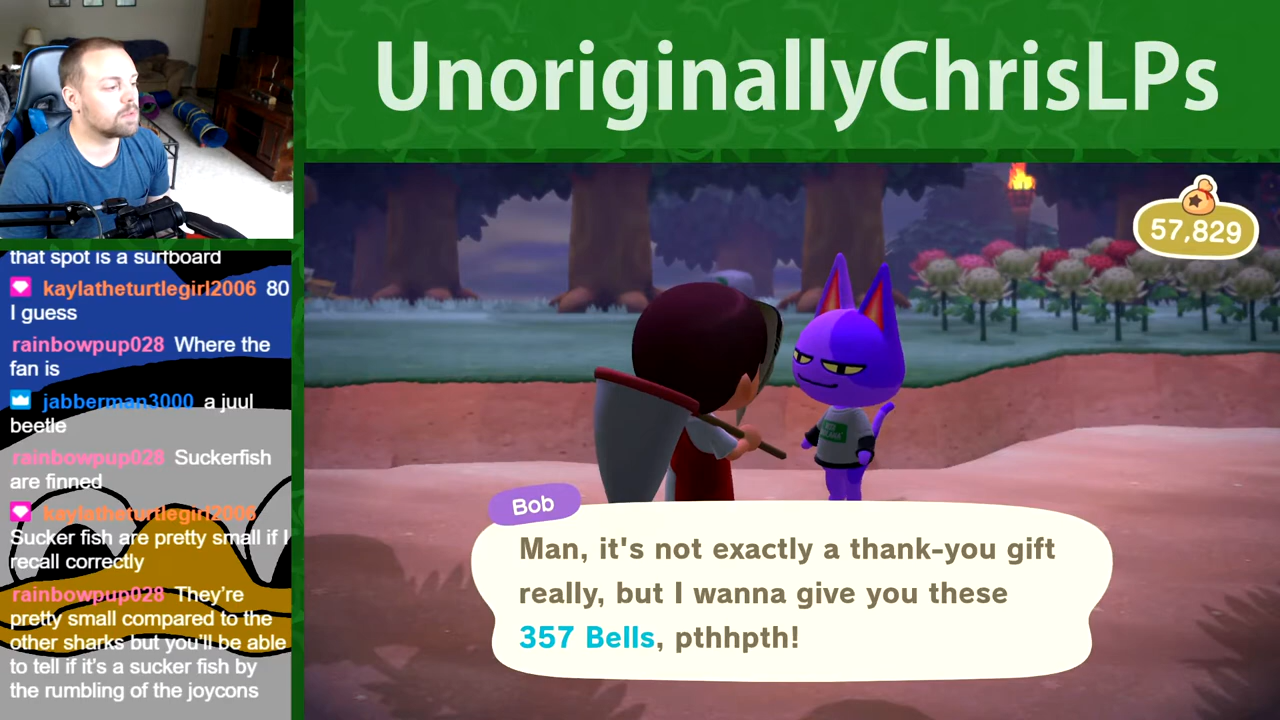 UnoriginallyChrisLPs
57,829
that spot is a surfboard
kaylatheturtlegirl2006 80
I guess
rainbowpup028 Where the
fan is
jabberman3000 a juul
beetle
rainbowpup028 Suckerfish
are finned
kaylatheturtlegirl2006
Sucker fish are pretty small if I
recall correctly
rainbowpup028 They're
pretty small compared to the
other sharks but you'll be able
to tell if it's a sucker fish by
the rumbling of the joycons
Bob
Man, it's not exactly a thank-you gift
really, but I wanna give you these
357 Bells, pthhpth!